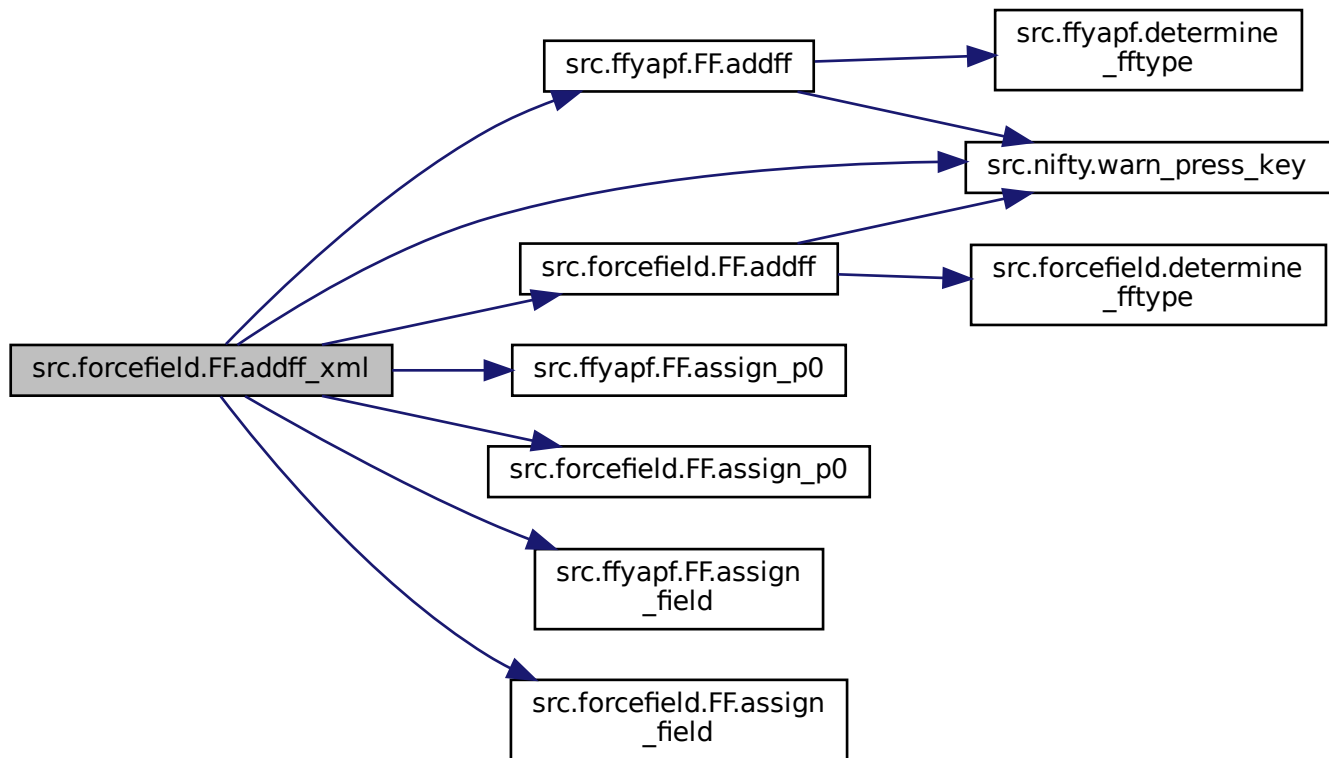 src.ffyapf.determine
_fftype
src.ffyapf.FF.addff
src.nifty.warn_press_key
src.forcefield.FF.addff
src.forcefield.determine
_fftype
src.forcefield.FF.addff_xml
src.ffyapf.FF.assign_p0
src.forcefield.FF.assign_p0
src.ffyapf.FF.assign
_field
src.forcefield.FF.assign
_field